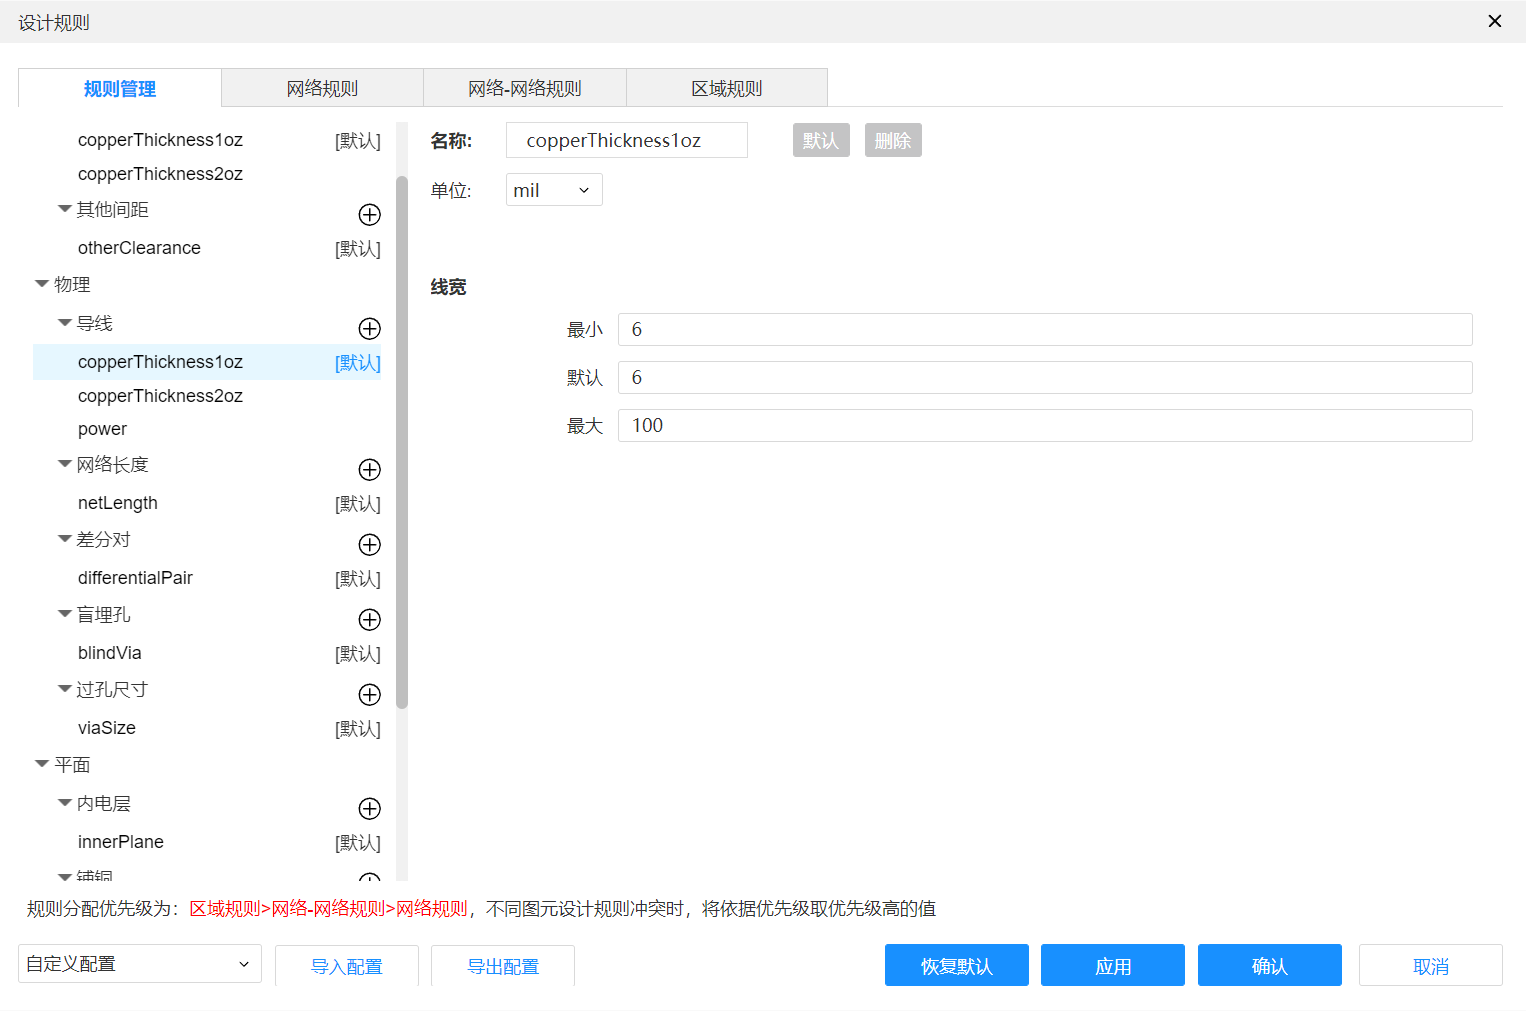 设计规则
规则管理 网络规则 网络-网络规则 区域规则
copperThickness1oz [默认]
copperThickness2oz
其他间距
otherClearance [默认]
物理
导线
copperThickness1oz [默认]
copperThickness2oz
power
网络长度
netLength [默认]
差分对
differentialPair [默认]
盲埋孔
blindVia [默认]
过孔尺寸
viaSize [默认]
平面
内电层
innerPlane [默认]
铺铜
名称: copperThickness1oz 默认 删除
单位: mil
线宽
最小 6
默认 6
最大 100
规则分配优先级为：区域规则>网络-网络规则>网络规则，不同图元设计规则冲突时，将依据优先级取优先级高的值
自定义配置 导入配置 导出配置 恢复默认 应用 确认 取消